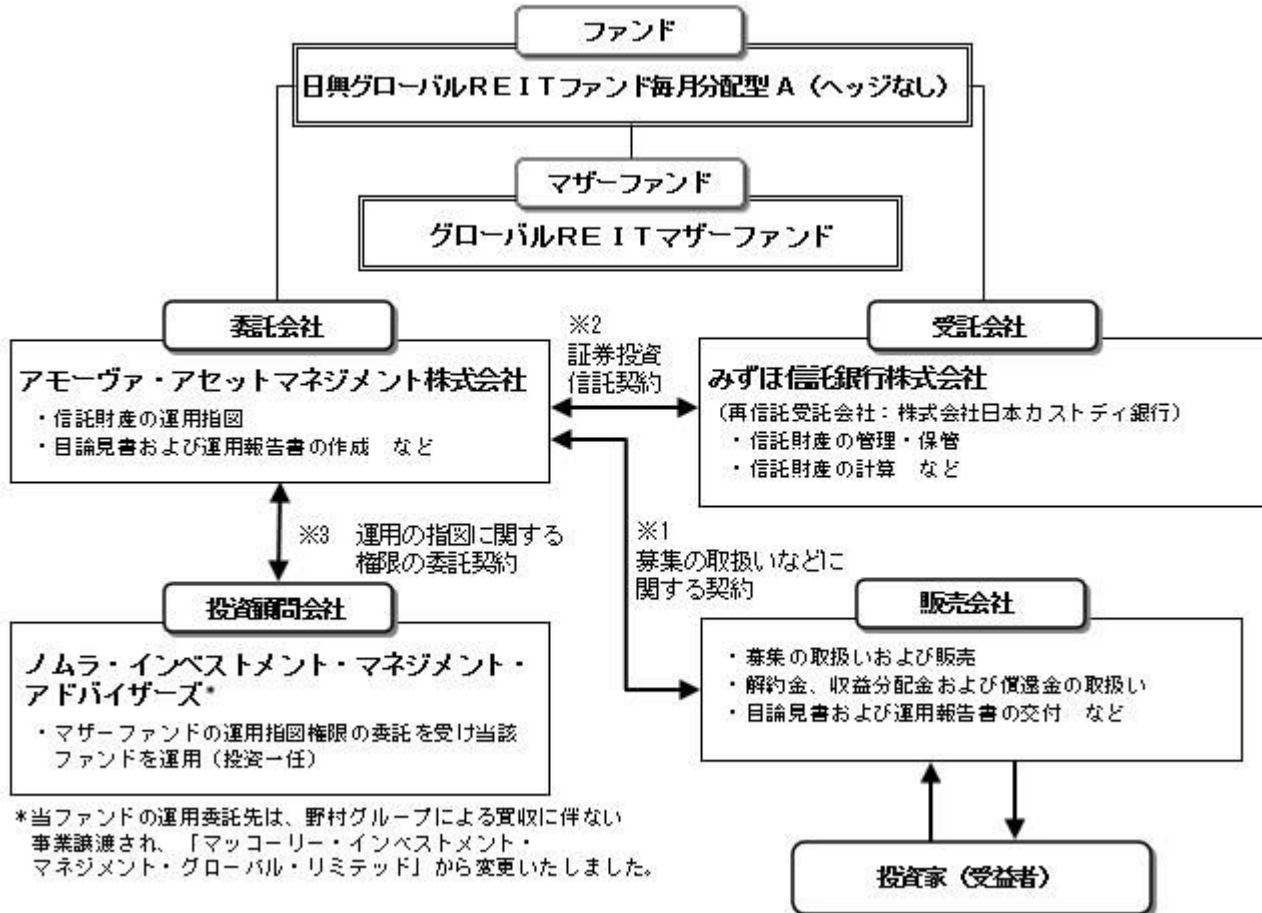 ファンド
日興グローバルREITファンド毎月分配型A（ヘッジなし）
マザーファンド
グローバルREITマザーファンド
委託会社
アモーヴァ・アセットマネジメント株式会社
・信託財産の運用指図
・目論見書および運用報告書の作成　など
※2
証券投資
信託契約
受託会社
みずほ信託銀行株式会社
（再信託受託会社：株式会社日本カストディ銀行）
・信託財産の管理・保管
・信託財産の計算　など
※3　運用の指図に関する
権限の委託契約
※1
募集の取扱いなどに
関する契約
投資顧問会社
ノムラ・インベストメント・マネジメント・
アドバイザーズ*
・マザーファンドの運用指図権限の委託を受け当該
ファンドを運用（投資一任）
販売会社
・募集の取扱いおよび販売
・解約金、収益分配金および償還金の取扱い
・目論見書および運用報告書の交付　など
*当ファンドの運用委託先は、野村グループによる買収に伴ない
事業譲渡され、「マッコーリー・インベストメント・
マネジメント・グローバル・リミテッド」から変更いたしました。
投資家（受益者）